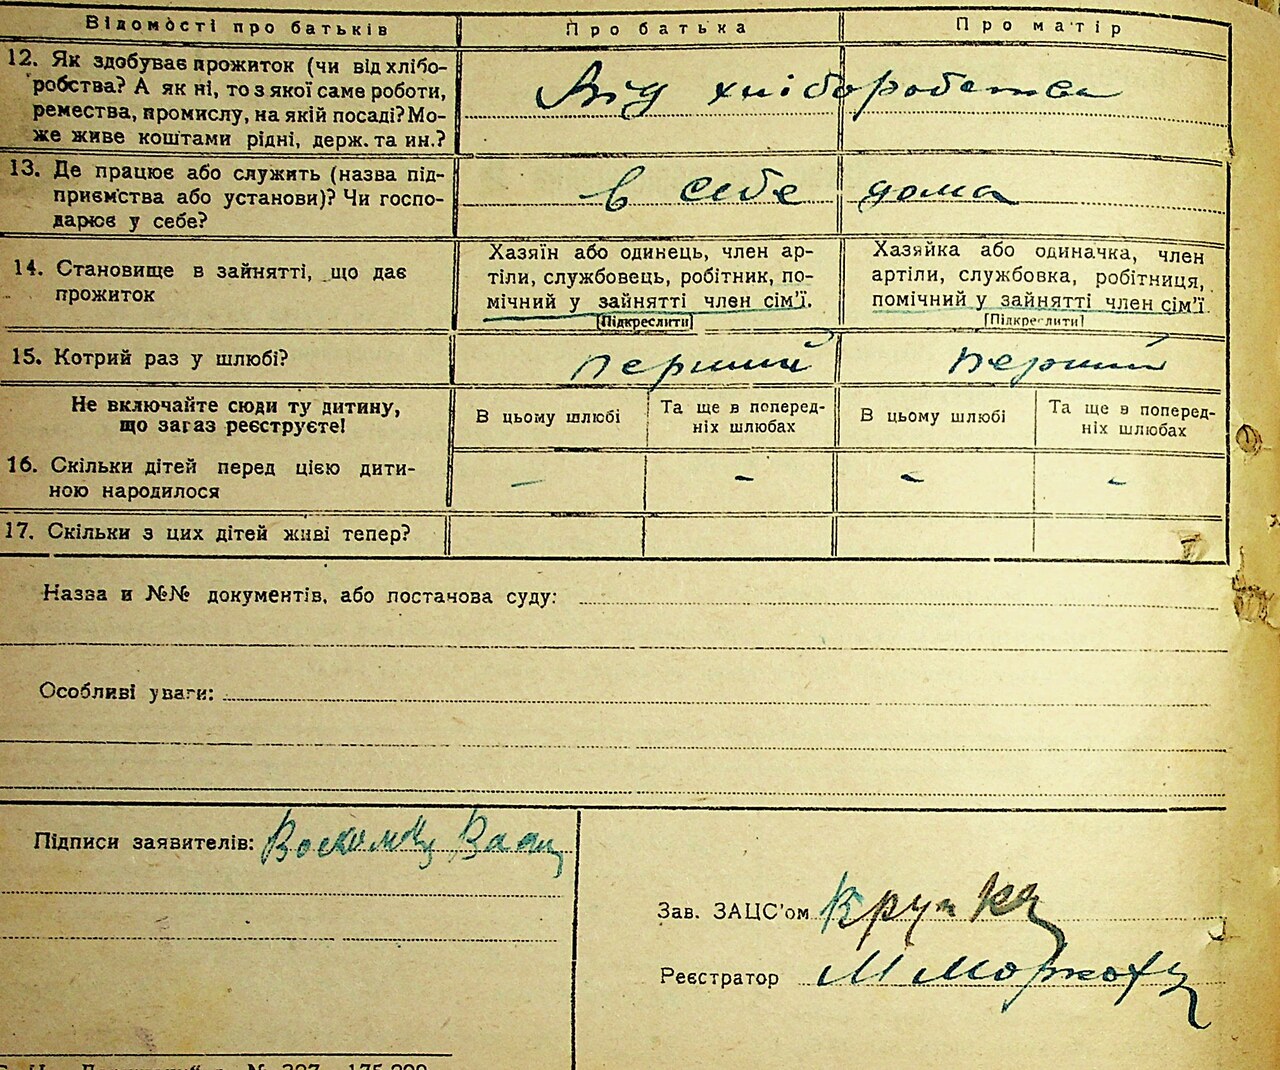 Відомості про батьків Про батька Про матір
12. Як здобуває прожиток (чи від хлібо-
робства? А як ні, то з якої саме роботи,
ремества, промислу, на якій посаді? Мо-
же живе коштами рідні, держ. та ин.?
Від хліборобства
13. Де працює або служить (назва під-
приємства або установи)? Чи госпо-
дарює у себе?
в себе дома
14. Становище в зайнятті, що дає
прожиток
Хазяїн або одинець, член ар-
тіли, службовець, робітник, по-
мічний у зайнятті член сім'ї.
[Підкреслити]
Хазяйка або одиначка, член
артіли, службовка, робітниця,
помічний у зайнятті член сім'ї.
[Підкреслити]
15. Котрий раз у шлюбі? перший перший
Не включайте сюди ту дитину,
що загаз реєструєте!
В цьому шлюбі
Та ще в поперед-
ніх шлюбах
В цьому шлюбі
Та ще в поперед-
ніх шлюбах
16. Скільки дітей перед цією дити-
ною народилося
- - - -
17. Скільки з цих дітей живі тепер?
Назва и №№ документів, або постанова суду:
Особливі уваги:
Підписи заявителів:
Зав. ЗАЦС'ом
Реєстратор М
№ 327 175.000